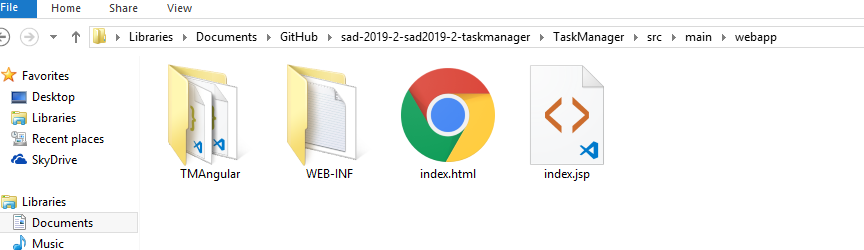 File Home Share View
Libraries Documents GitHub sad-2019-2-sad2019-2-taskmanager TaskManager src main webapp
Favorites
Desktop
Libraries
Recent places
SkyDrive
Libraries
Documents
Music
TMAngular WEB-INF index.html index.jsp